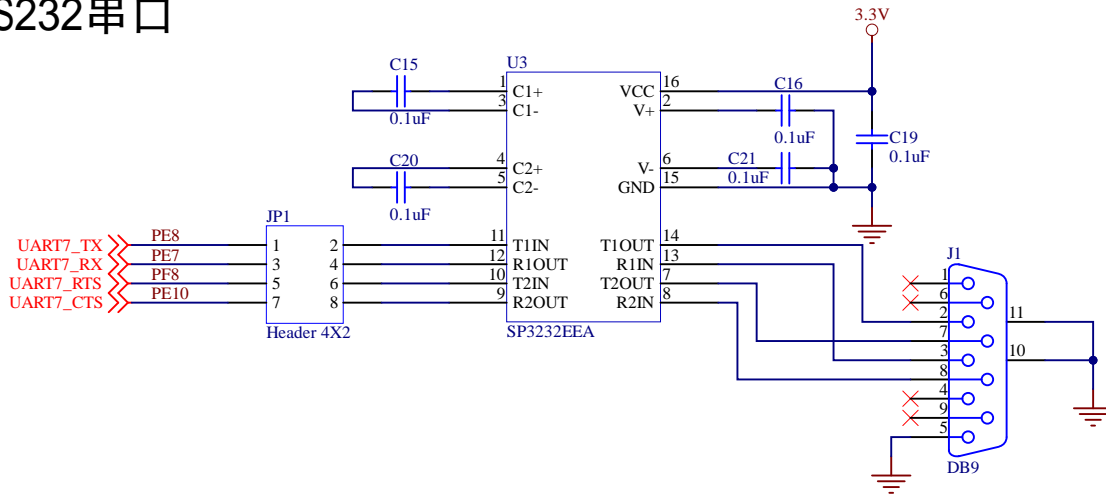 S232串口
3.3V
C15
0.1uF
C20
0.1uF
U3
1 C1+
3 C1-
4 C2+
5 C2-
11 T1IN
12 R1OUT
10 T2IN
9 R2OUT
VCC 16
V+ 2
V- 6
GND 15
T1OUT 14
R1IN 13
T2OUT 7
R2IN 8
SP3232EEA
C16
0.1uF
C21
0.1uF
C19
0.1uF
JP1
UART7_TX PE8 1 2
UART7_RX PE7 3 4
UART7_RTS PF8 5 6
UART7_CTS PE10 7 8
Header 4X2
J1
1
6
2
7
3
8
4
9
5
11
10
DB9